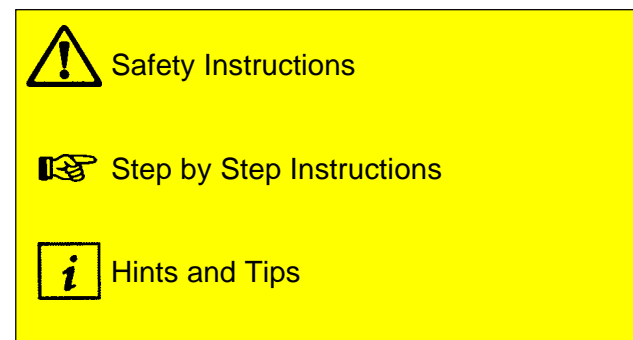 Safety Instructions
Step by Step Instructions
i Hints and Tips